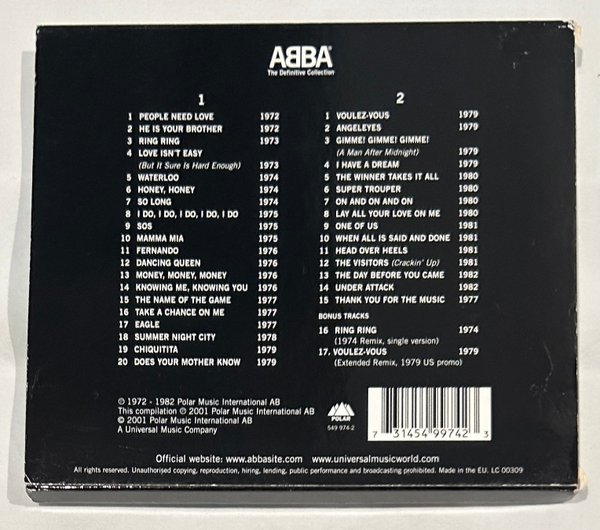 ABBA
The Definitive Collection
1
1 PEOPLE NEED LOVE 1972
2 HE IS YOUR BROTHER 1972
3 RING RING 1973
4 LOVE ISN'T EASY
(But It Sure Is Hard Enough) 1973
5 WATERLOO 1974
6 HONEY, HONEY 1974
7 SO LONG 1974
8 I DO, I DO, I DO, I DO, I DO 1975
9 SOS 1975
10 MAMMA MIA 1975
11 FERNANDO 1976
12 DANCING QUEEN 1976
13 MONEY, MONEY, MONEY 1976
14 KNOWING ME, KNOWING YOU 1976
15 THE NAME OF THE GAME 1977
16 TAKE A CHANCE ON ME 1977
17 EAGLE 1977
18 SUMMER NIGHT CITY 1978
19 CHIQUITITA 1979
20 DOES YOUR MOTHER KNOW 1979
2
1 VOULEZ-VOUS 1979
2 ANGELEYES 1979
3 GIMME! GIMME! GIMME!
(A Man After Midnight) 1979
4 I HAVE A DREAM 1979
5 THE WINNER TAKES IT ALL 1980
6 SUPER TROUPER 1980
7 ON AND ON AND ON 1980
8 LAY ALL YOUR LOVE ON ME 1980
9 ONE OF US 1981
10 WHEN ALL IS SAID AND DONE 1981
11 HEAD OVER HEELS 1981
12 THE VISITORS (Crackin' Up) 1981
13 THE DAY BEFORE YOU CAME 1982
14 UNDER ATTACK 1982
15 THANK YOU FOR THE MUSIC 1977
BONUS TRACKS
16 RING RING 1974
(1974 Remix, single version)
17. VOULEZ-VOUS 1979
(Extended Remix, 1979 US promo)
℗ 1972 - 1982 Polar Music International AB
This compilation ℗ 2001 Polar Music International AB
© 2001 Polar Music International AB
A Universal Music Company
POLAR
549 974-2
7 31454 99742 3
Official website: www.abbasite.com www.universalmusicworld.com
All rights reserved. Unauthorised copying, reproduction, hiring, lending, public performance and broadcasting prohibited. Made in the EU. LC 00309